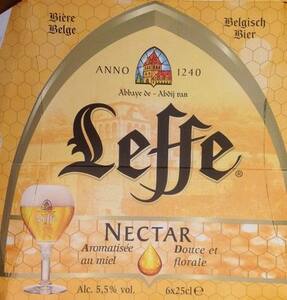 Bière Belge
Belgisch Bier
ANNO 1240
Abbaye de - Abdij van
Leffe®
NECTAR
Aromatisée au miel
Douce et florale
Alc. 5,5% vol. 6x25cl e